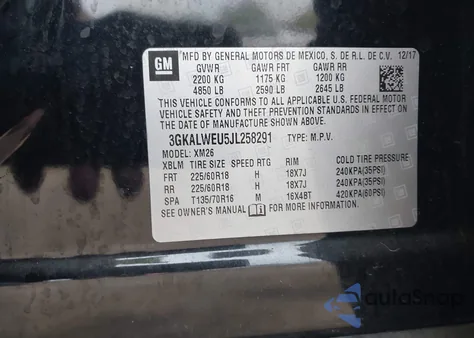 GM
MFD BY GENERAL MOTORS DE MEXICO, S. DE R.L. DE C.V. 12/17
GVWR GAWR FRT GAWR RR
2200 KG 1175 KG 1200 KG
4850 LB 2590 LB 2645 LB
THIS VEHICLE CONFORMS TO ALL APPLICABLE U.S. FEDERAL MOTOR
VEHICLE SAFETY AND THEFT PREVENTION STANDARDS IN EFFECT ON
THE DATE OF MANUFACTURE SHOWN ABOVE.
3GKALWEU5JL258291 TYPE: M.P.V.
MODEL: XM26
XBL TIRE SIZE SPEED RTG RIM COLD TIRE PRESSURE
FRT 225/60R18 H 18X7J 240KPA(35PSI)
RR 225/60R18 H 18X7J 240KPA(35PSI)
SPA T135/70R16 M 16X4BT 420KPA(60PSI)
SEE OWNER'S MANUAL FOR MORE INFORMATION.
AutoSnap